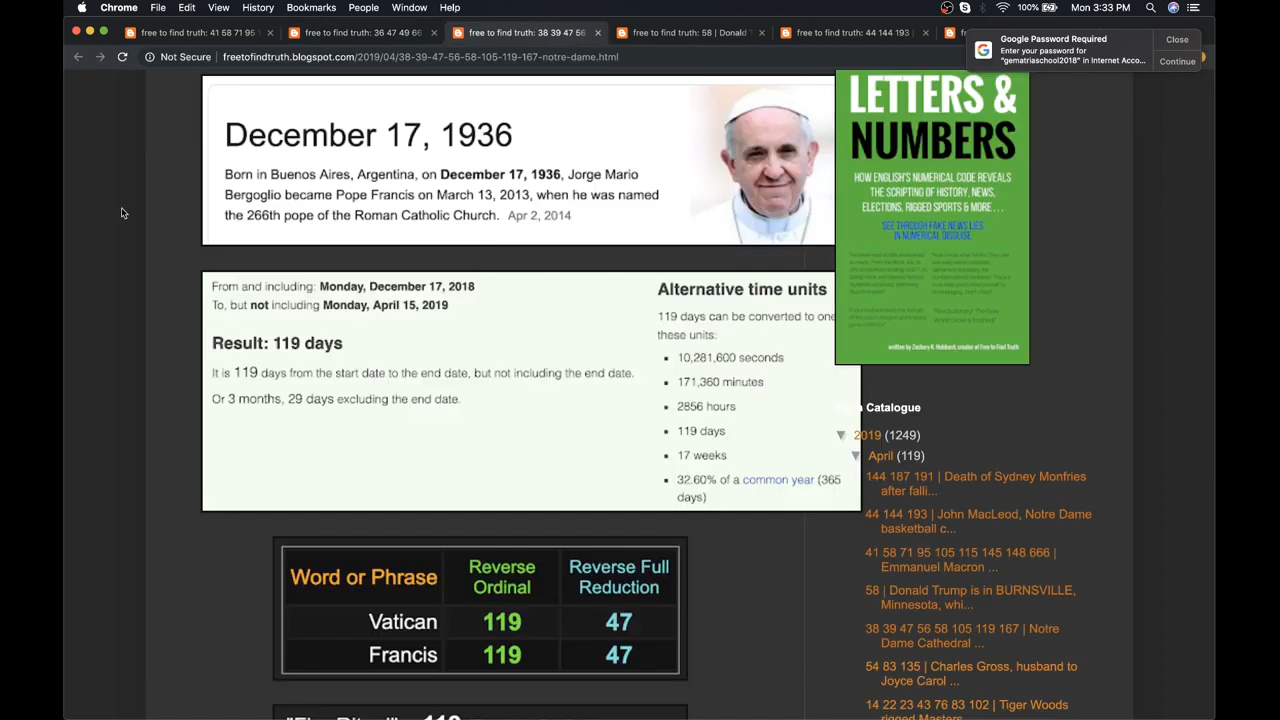 Chrome File Edit View History Bookmarks People Window Help 100% Mon 3:33 PM
free to find truth: 41 58 71 95 × free to find truth: 36 47 49 66 × free to find truth: 38 39 47 56 × free to find truth: 58 | Donald T × free to find truth: 44 144 193 | ×
Google Password Required
Enter your password for
"gematriaschool2018" in Internet Acco...
Close
Continue
Not Secure | freetofindtruth.blogspot.com/2019/04/38-39-47-56-58-105-119-167-notre-dame.html
December 17, 1936
Born in Buenos Aires, Argentina, on December 17, 1936, Jorge Mario
Bergoglio became Pope Francis on March 13, 2013, when he was named
the 266th pope of the Roman Catholic Church. Apr 2, 2014
From and including: Monday, December 17, 2018
To, but not including Monday, April 15, 2019
Result: 119 days
It is 119 days from the start date to the end date, but not including the end date.
Or 3 months, 29 days excluding the end date.
Alternative time units
119 days can be converted to one
these units:
10,281,600 seconds
171,360 minutes
2856 hours
119 days
17 weeks
32.60% of a common year (365
days)
Word or Phrase Reverse Ordinal Reverse Full Reduction
Vatican 119 47
Francis 119 47
LETTERS &
NUMBERS
HOW ENGLISH'S NUMERICAL CODE REVEALS
THE SCRIPTING OF HISTORY, NEWS,
ELECTIONS, RIGGED SPORTS & MORE . . .
SEE THROUGH FAKE NEWS LIES
IN NUMERICAL DISGUISE
written by Zachary K. Hubbard, creator of Free to Find Truth
Catalogue
2019 (1249)
April (119)
144 187 191 | Death of Sydney Monfries
after falli...
44 144 193 | John MacLeod, Notre Dame
basketball c...
41 58 71 95 105 115 145 148 666 |
Emmanuel Macron ...
58 | Donald Trump is in BURNSVILLE,
Minnesota, whi...
38 39 47 56 58 105 119 167 | Notre
Dame Cathedral ...
54 83 135 | Charles Gross, husband to
Joyce Carol ...
14 22 23 43 76 83 102 | Tiger Woods